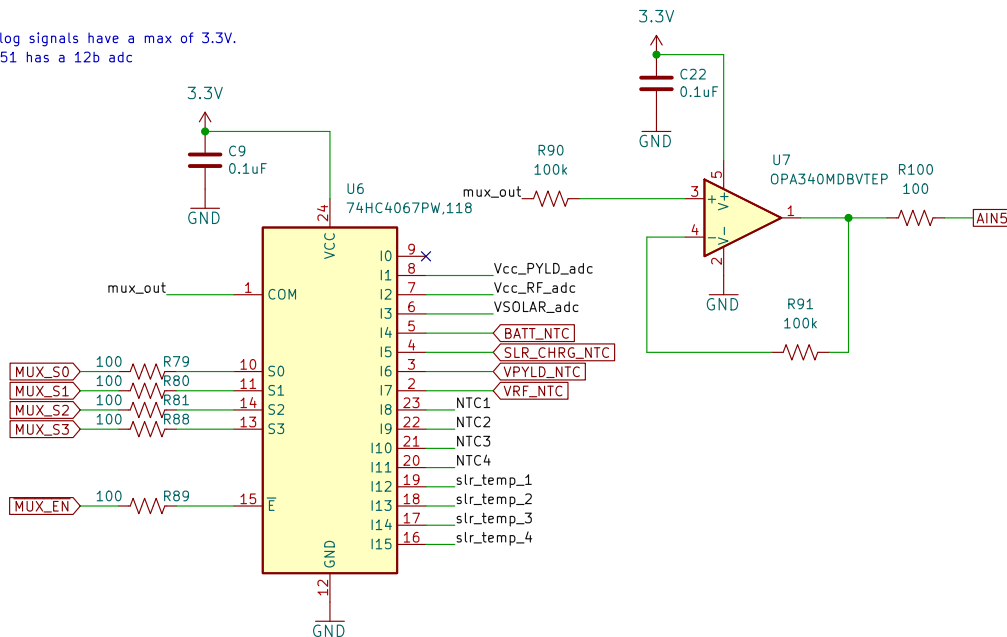 log signals have a max of 3.3V.
51 has a 12b adc
3.3V
C9
0.1uF
GND
3.3V
C22
0.1uF
GND
U6
74HC4067PW,118
24
VCC
mux_out
1
COM
MUX_S0
100
R79
10
S0
MUX_S1
100
R80
11
S1
MUX_S2
100
R81
14
S2
MUX_S3
100
R88
13
S3
MUX_EN
100
R89
15
E
GND
12
GND
I0
9
I1
8
Vcc_PYLD_adc
I2
7
Vcc_RF_adc
I3
6
VSOLAR_adc
I4
5
BATT_NTC
I5
4
SLR_CHRG_NTC
I6
3
VPYLD_NTC
I7
2
VRF_NTC
I8
23
NTC1
I9
22
NTC2
I10
21
NTC3
I11
20
NTC4
I12
19
slr_temp_1
I13
18
slr_temp_2
I14
17
slr_temp_3
I15
16
slr_temp_4
R90
100k
mux_out
3
+
4
-
5
V+
V-
2
GND
U7
OPA340MDBVTEP
1
R100
100
AIN5
R91
100k